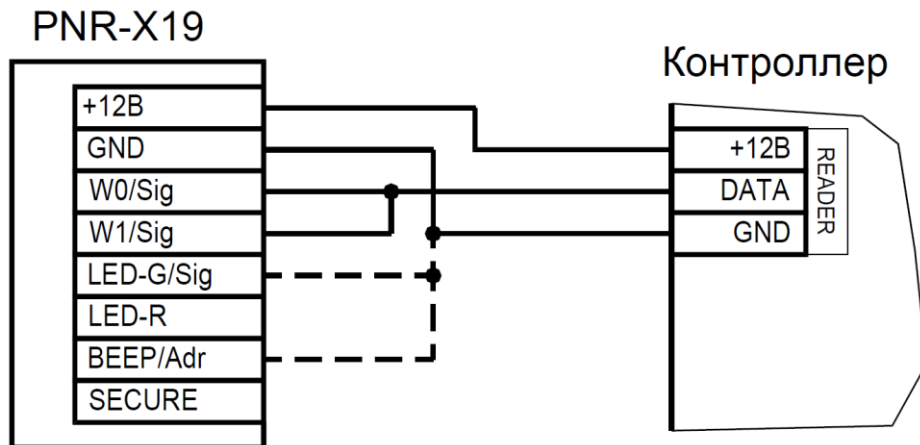 PNR-X19
Контроллер
+12В
GND
W0/Sig
W1/Sig
LED-G/Sig
LED-R
BEEP/Adr
SECURE
+12В
DATA
GND
READER